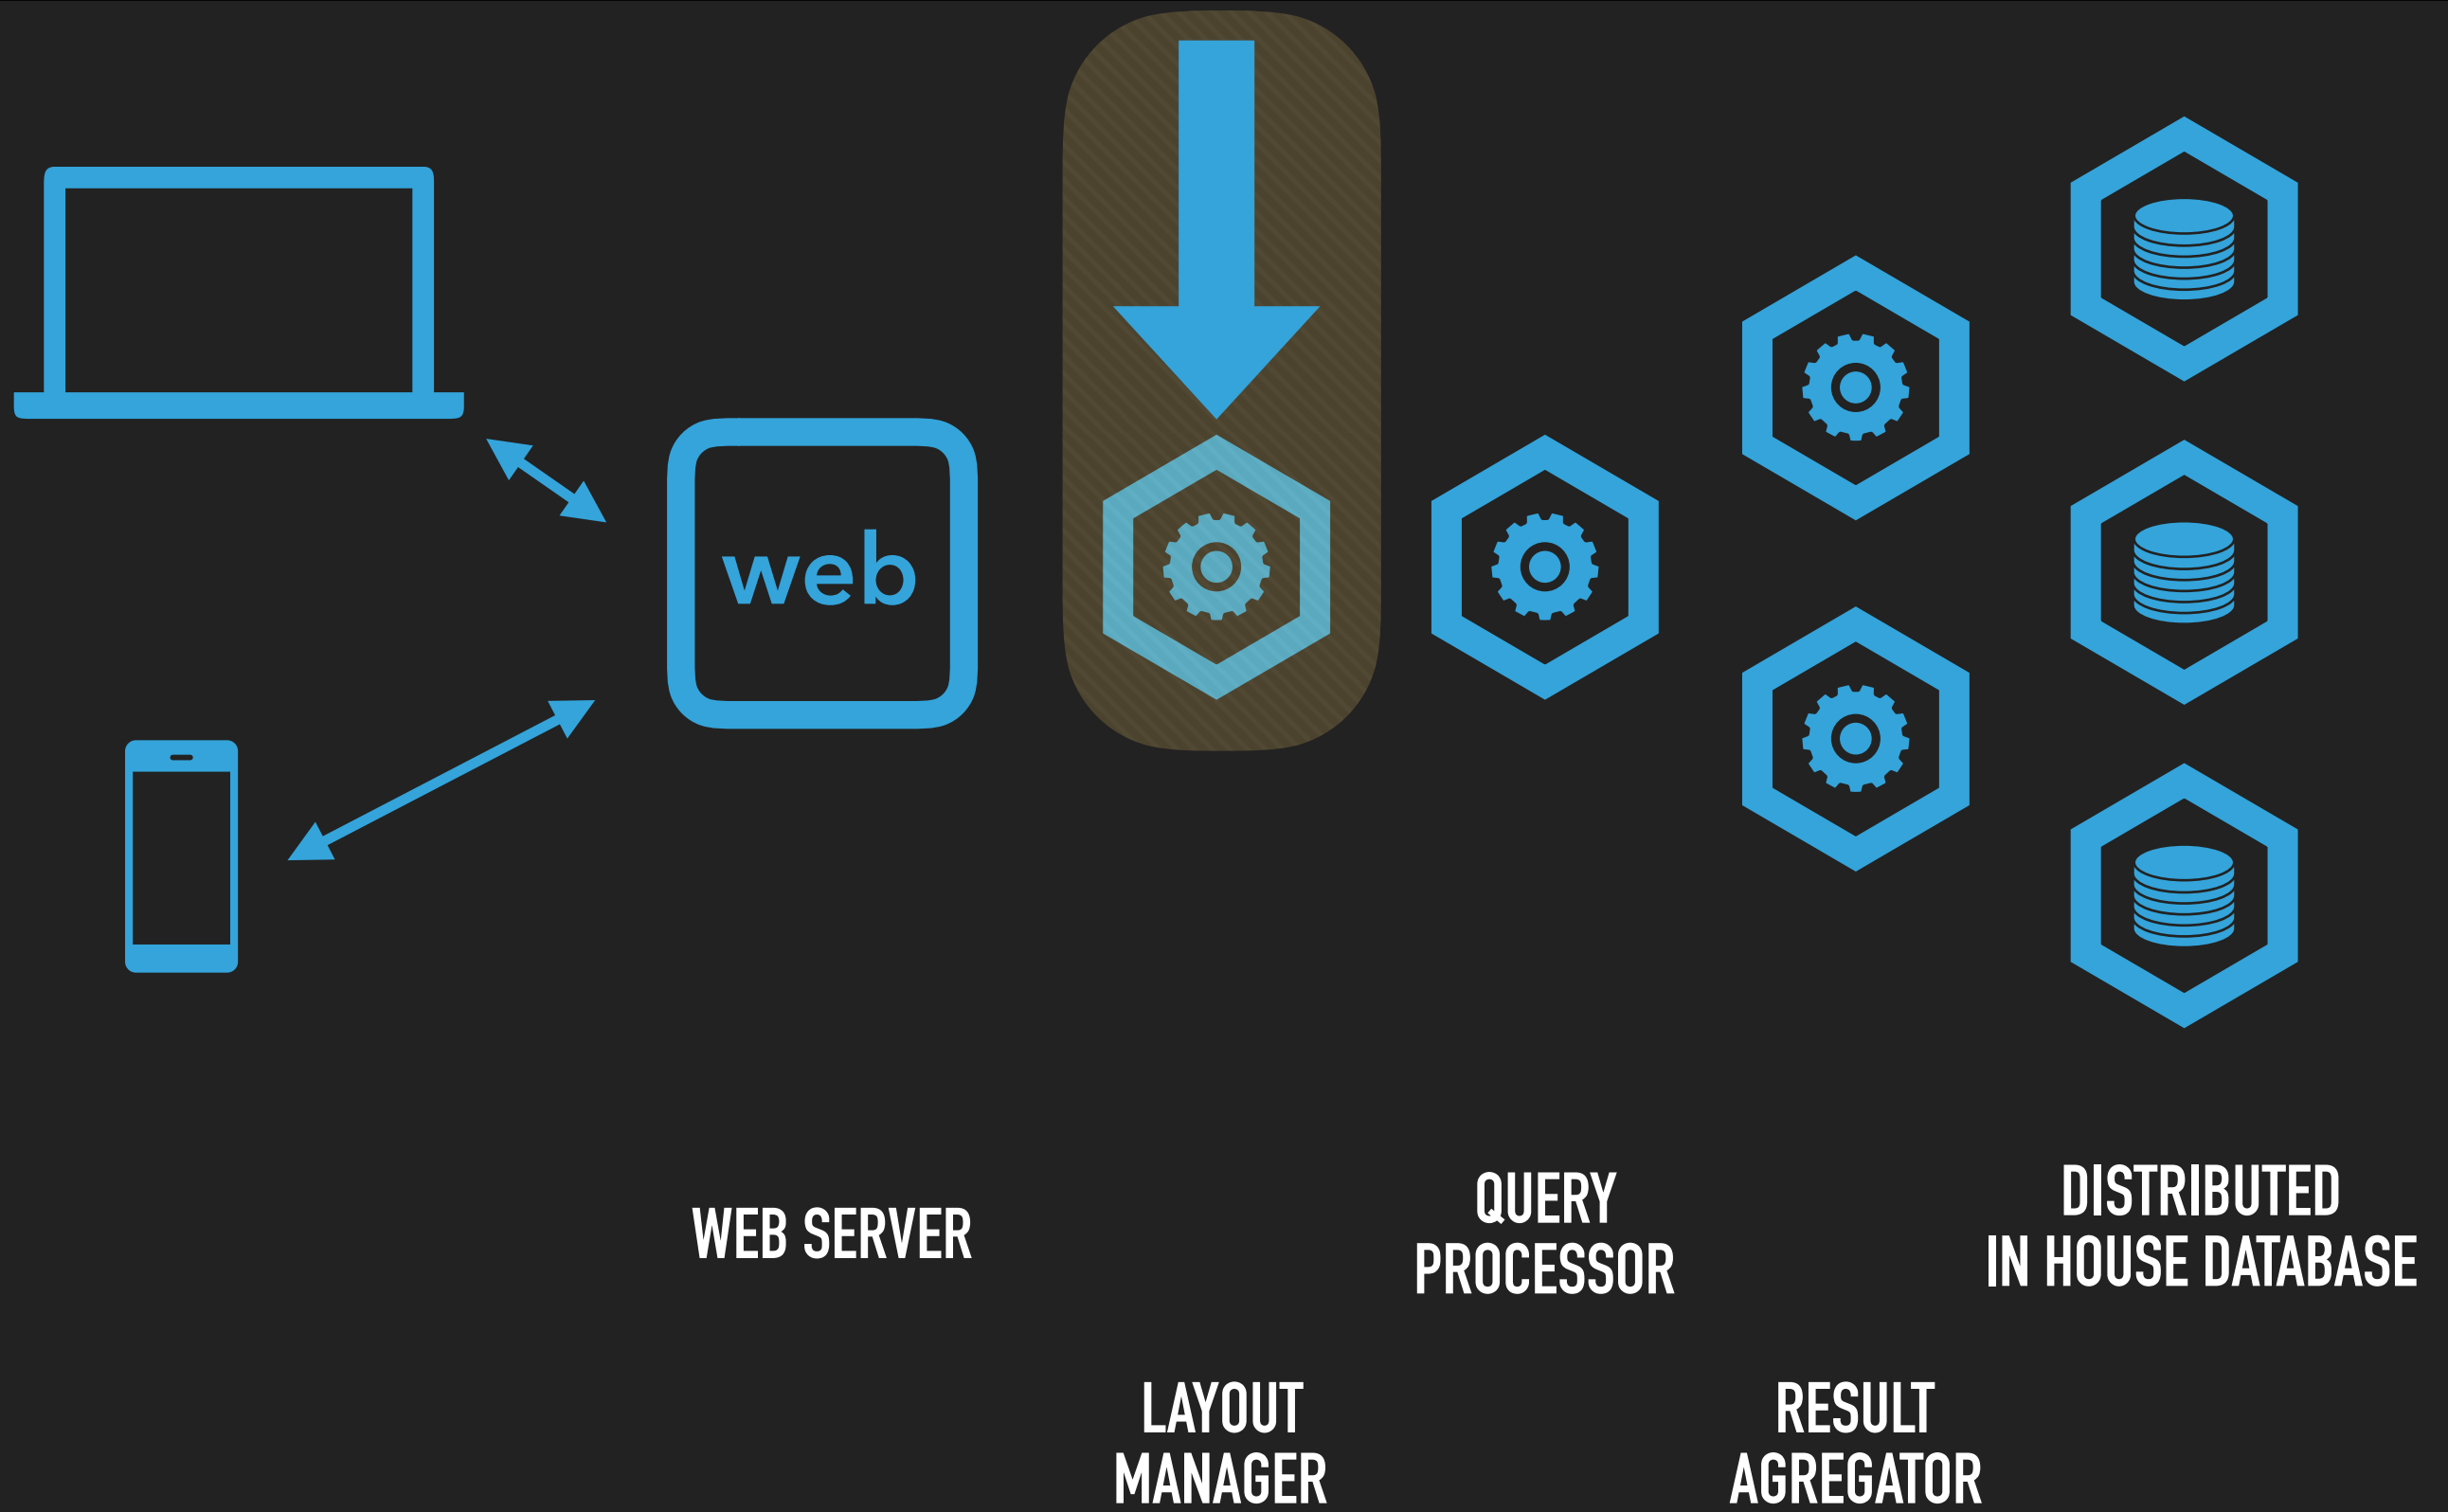 web
WEB SERVER
LAYOUT
MANAGER
QUERY
PROCESSOR
RESULT
AGREGATOR
DISTRIBUTED
IN HOUSE DATABASE